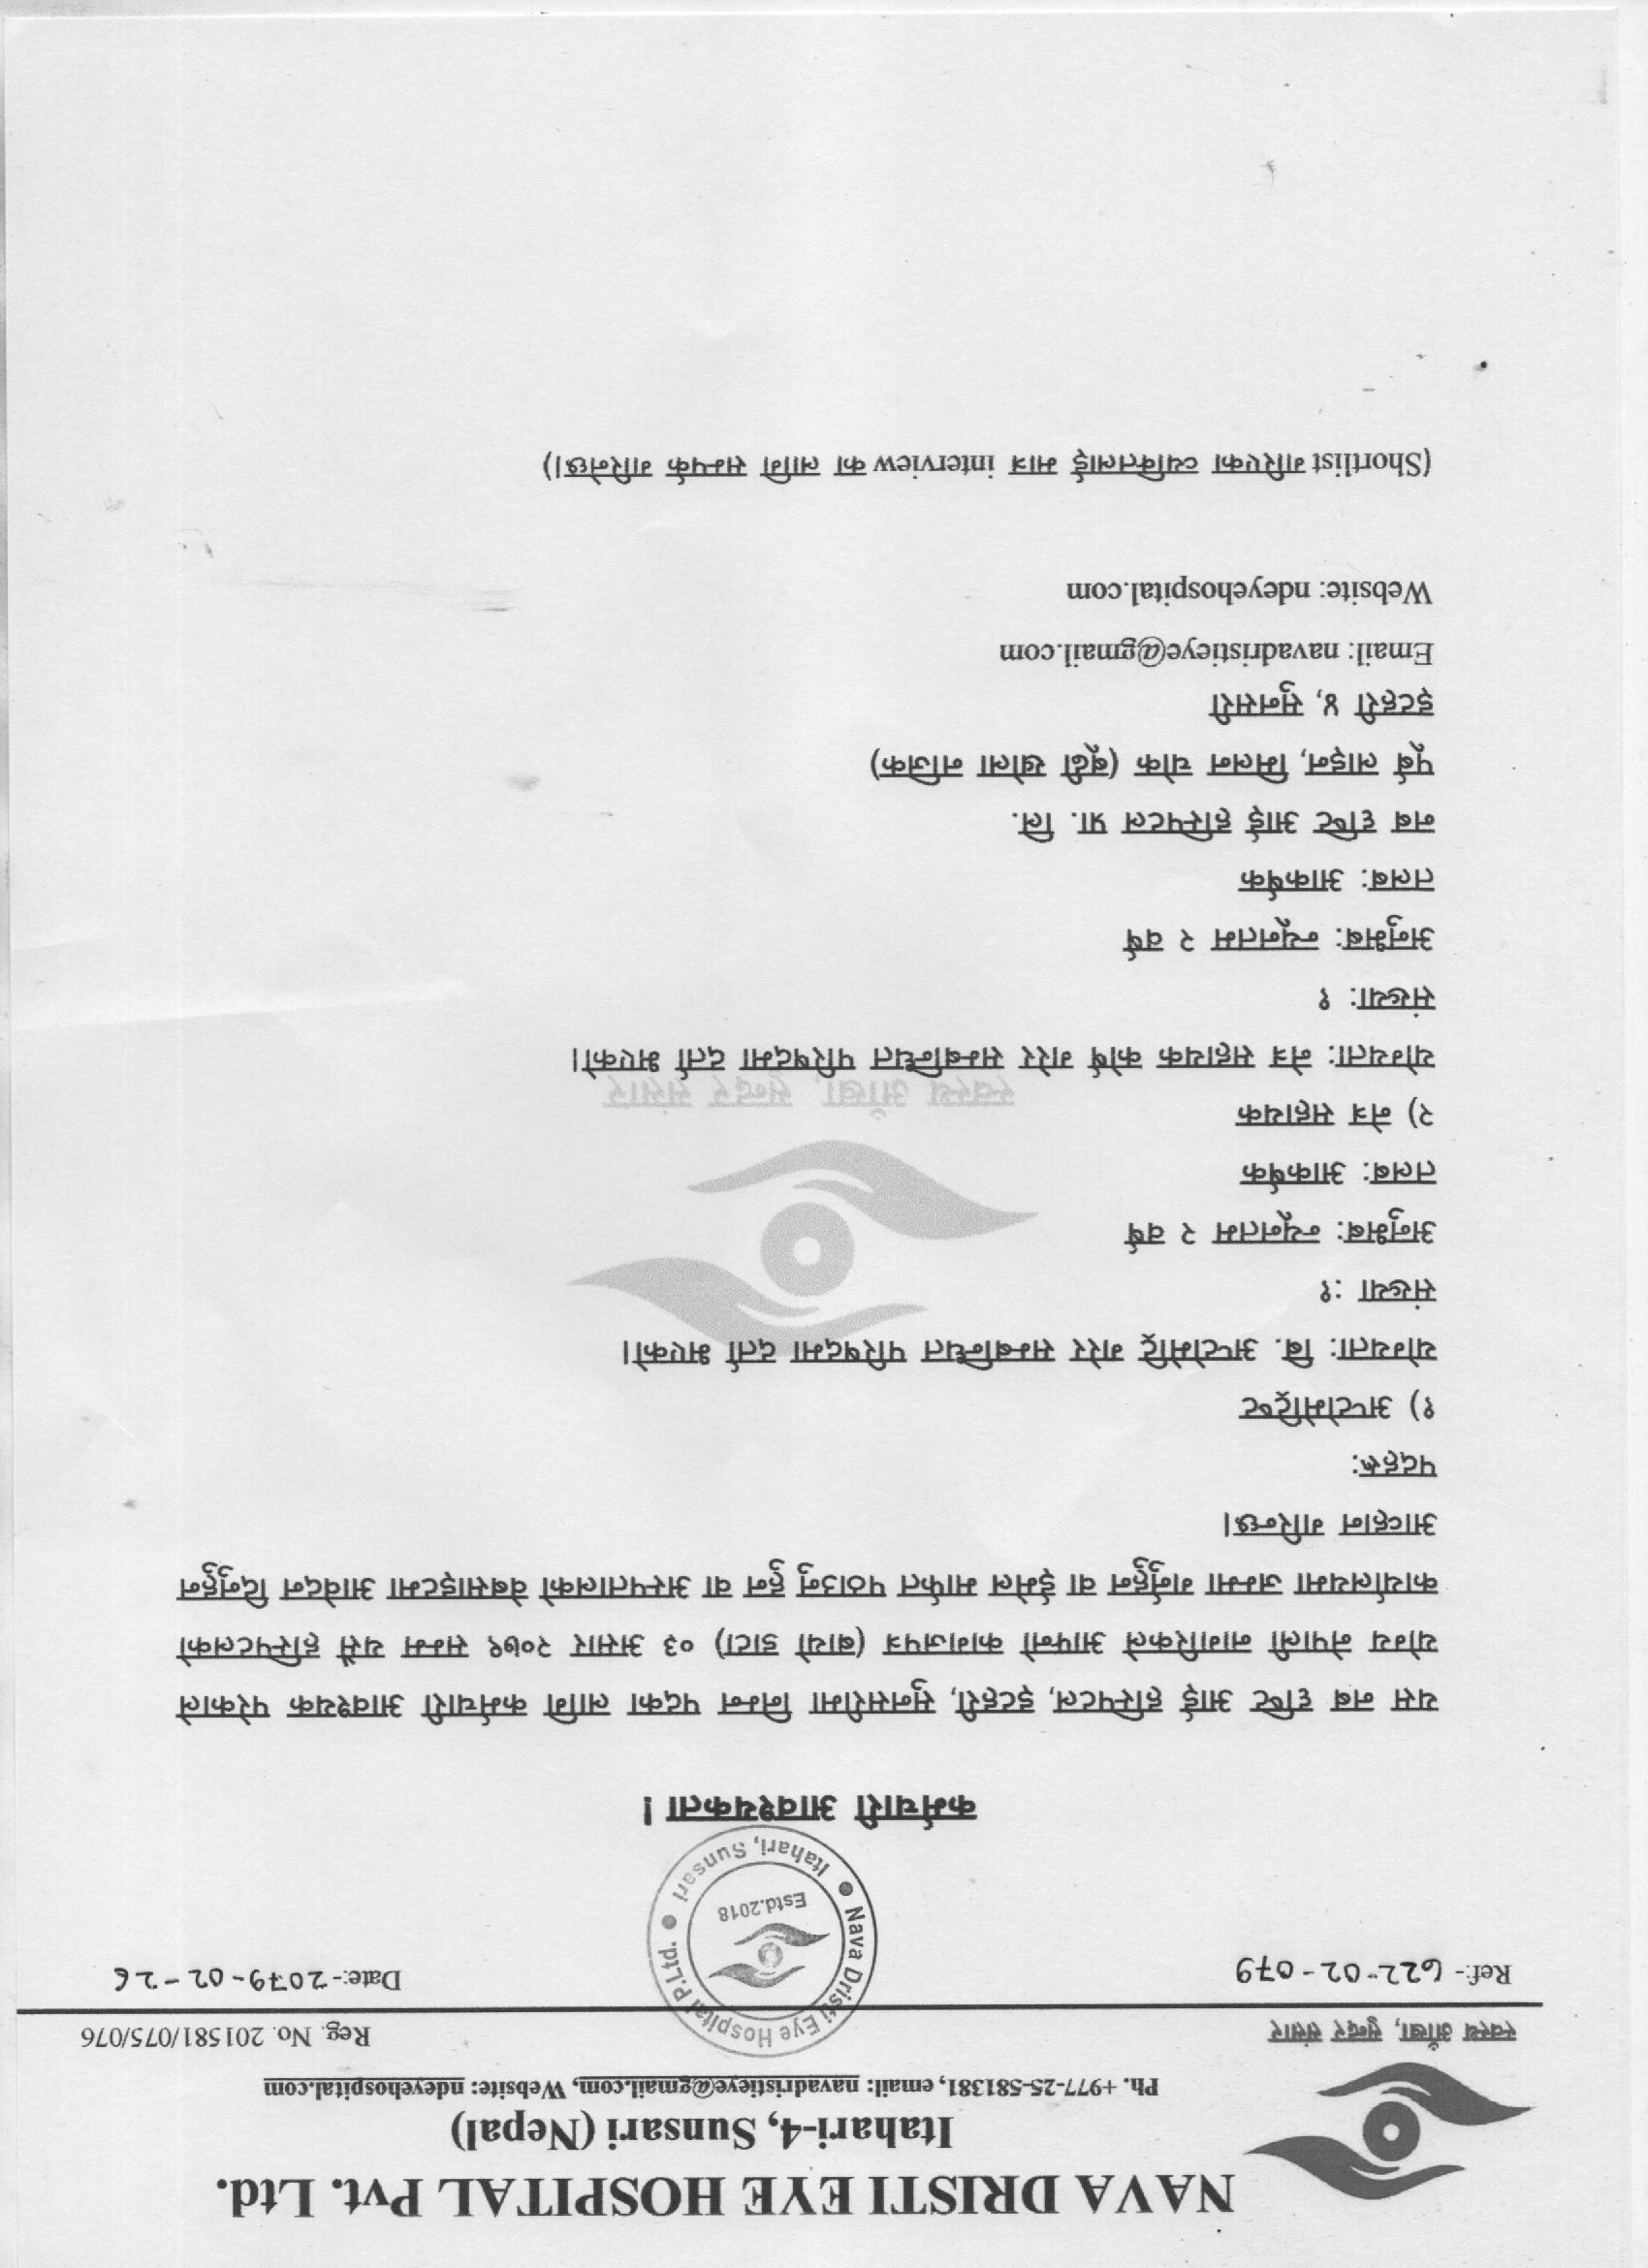 NAVA DRISTI EYE HOSPITAL Pvt. Ltd.
Itahari-4, Sunsari (Nepal)
Ph. +977-25-581381, email: navadristieye@gmail.com, Website: ndeyehospital.com
स्वस्थ आँखा, सुन्दर संसार
Reg. No. 201581/075/076
Ref:- 622-02-079
Date:- 2079-02-26
Nava Dristi Eye Hospital P.Ltd.
Estd.2018
Itahari, Sunsari
कर्मचारी आवश्यकता !
यस नब दृष्टि आई हस्पिटल, इटहरी, सुनसरीमा निम्न पदका लागि कर्मचारी आवश्यक परेकाले
योग्य नेपाली नागरिकले आफ्नो कागजपत्र (बायो डाटा) ०३ असार २०७९ सम्म यसै हस्पिटलको
कार्यालयमा जम्मा गर्नुहुन वा ईमेल मार्फत पठाउनु हुन वा अस्पतालको वेबसाइटमा आवेदन दिनुहुन
आव्हान गरिन्छ।
पदहरू:
१) अप्टोमेट्रिष्ट
योग्यता: बि. अप्टोमेट्रि गरेर सम्बन्धित परिषदमा दर्ता भएको।
संख्या :१
अनुभब: न्यूनतम २ वर्ष
तलब: आकर्षक
२) नेत्र सहायक
स्वस्थ आँखा, सुन्दर संसार
योग्यता: नेत्र सहायक कोर्ष गरेर सम्बन्धित परिषदमा दर्ता भएको।
संख्या: १
अनुभब: न्यूनतम २ वर्ष
तलब: आकर्षक
नब दृष्टि आई हस्पिटल प्रा. लि.
पूर्ब लाइन, मिलन चोक (बूढी खोला नजिक)
इटहरी ४, सुनसरी
Email: navadristieye@gmail.com
Website: ndeyehospital.com
(Shortlist गरिएका व्यक्तिलाई मात्र interview का लागि सम्पर्क गरिनेछ।)